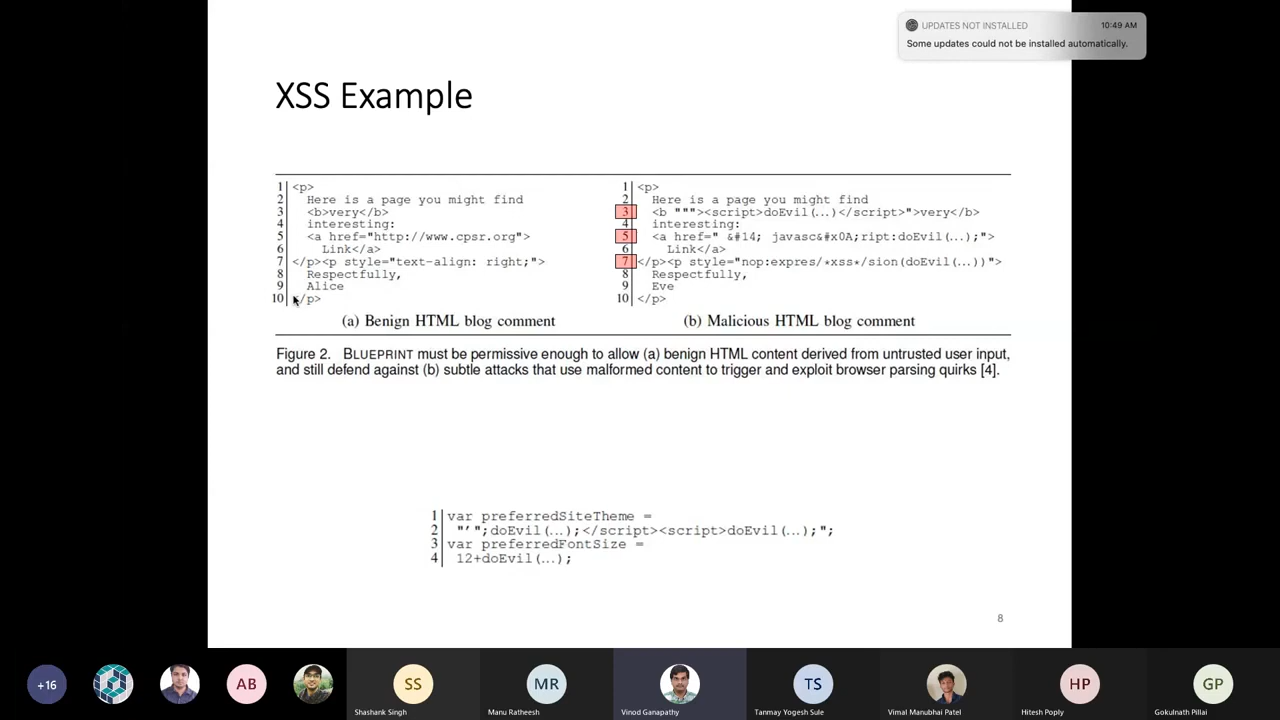 UPDATES NOT INSTALLED 10:49 AM
Some updates could not be installed automatically.
XSS Example
1 <p>
2 Here is a page you might find
3 <b>very</b>
4 interesting:
5 <a href="http://www.cpsr.org">
6 Link</a>
7 </p><p style="text-align: right;">
8 Respectfully,
9 Alice
10 </p>
(a) Benign HTML blog comment
1 <p>
2 Here is a page you might find
3 <b """><script>doEvil(...)</script>">very</b>
4 interesting:
5 <a href=" &#14; javasc&#x0A;ript:doEvil(...);">
6 Link</a>
7 </p><p style="nop:expres/*xss*/sion(doEvil(...))">
8 Respectfully,
9 Eve
10 </p>
(b) Malicious HTML blog comment
Figure 2. BLUEPRINT must be permissive enough to allow (a) benign HTML content derived from untrusted user input,
and still defend against (b) subtle attacks that use malformed content to trigger and exploit browser parsing quirks [4].
1 var preferredSiteTheme =
2 "'";doEvil(...);</script><script>doEvil(...);";
3 var preferredFontSize =
4 12+doEvil(...);
8
+16
AB
SS
Shashank Singh
MR
Manu Ratheesh
Vinod Ganapathy
TS
Tanmay Yogesh Sule
Vimal Manubhai Patel
HP
Hitesh Poply
GP
Gokulnath Pillai